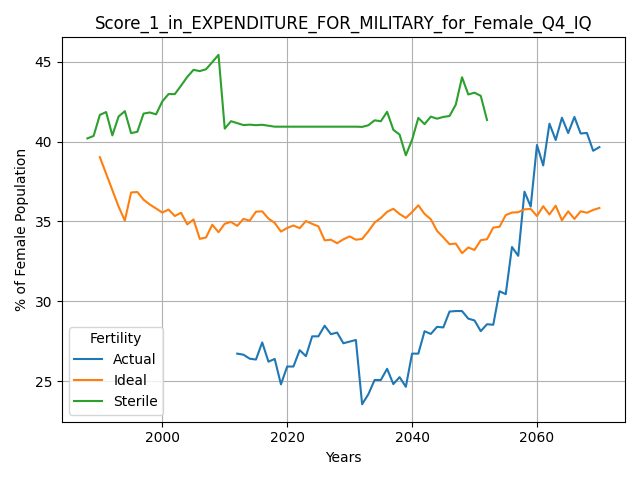 Score_1_in_EXPENDITURE_FOR_MILITARY_for_Female_Q4_IQ
% of Female Population
45
40
35
30
25
Fertility
Actual
Ideal
Sterile
2000
2020
2040
2060
Years